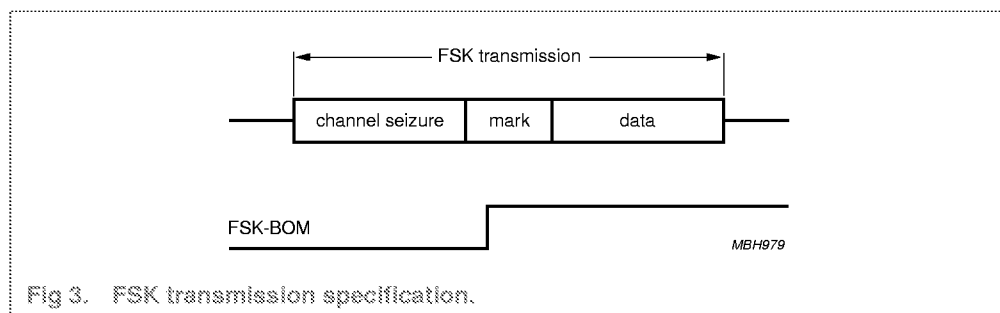 FSK transmission
channel seizure mark data
FSK-BOM
MBH979
Fig 3. FSK transmission specification.